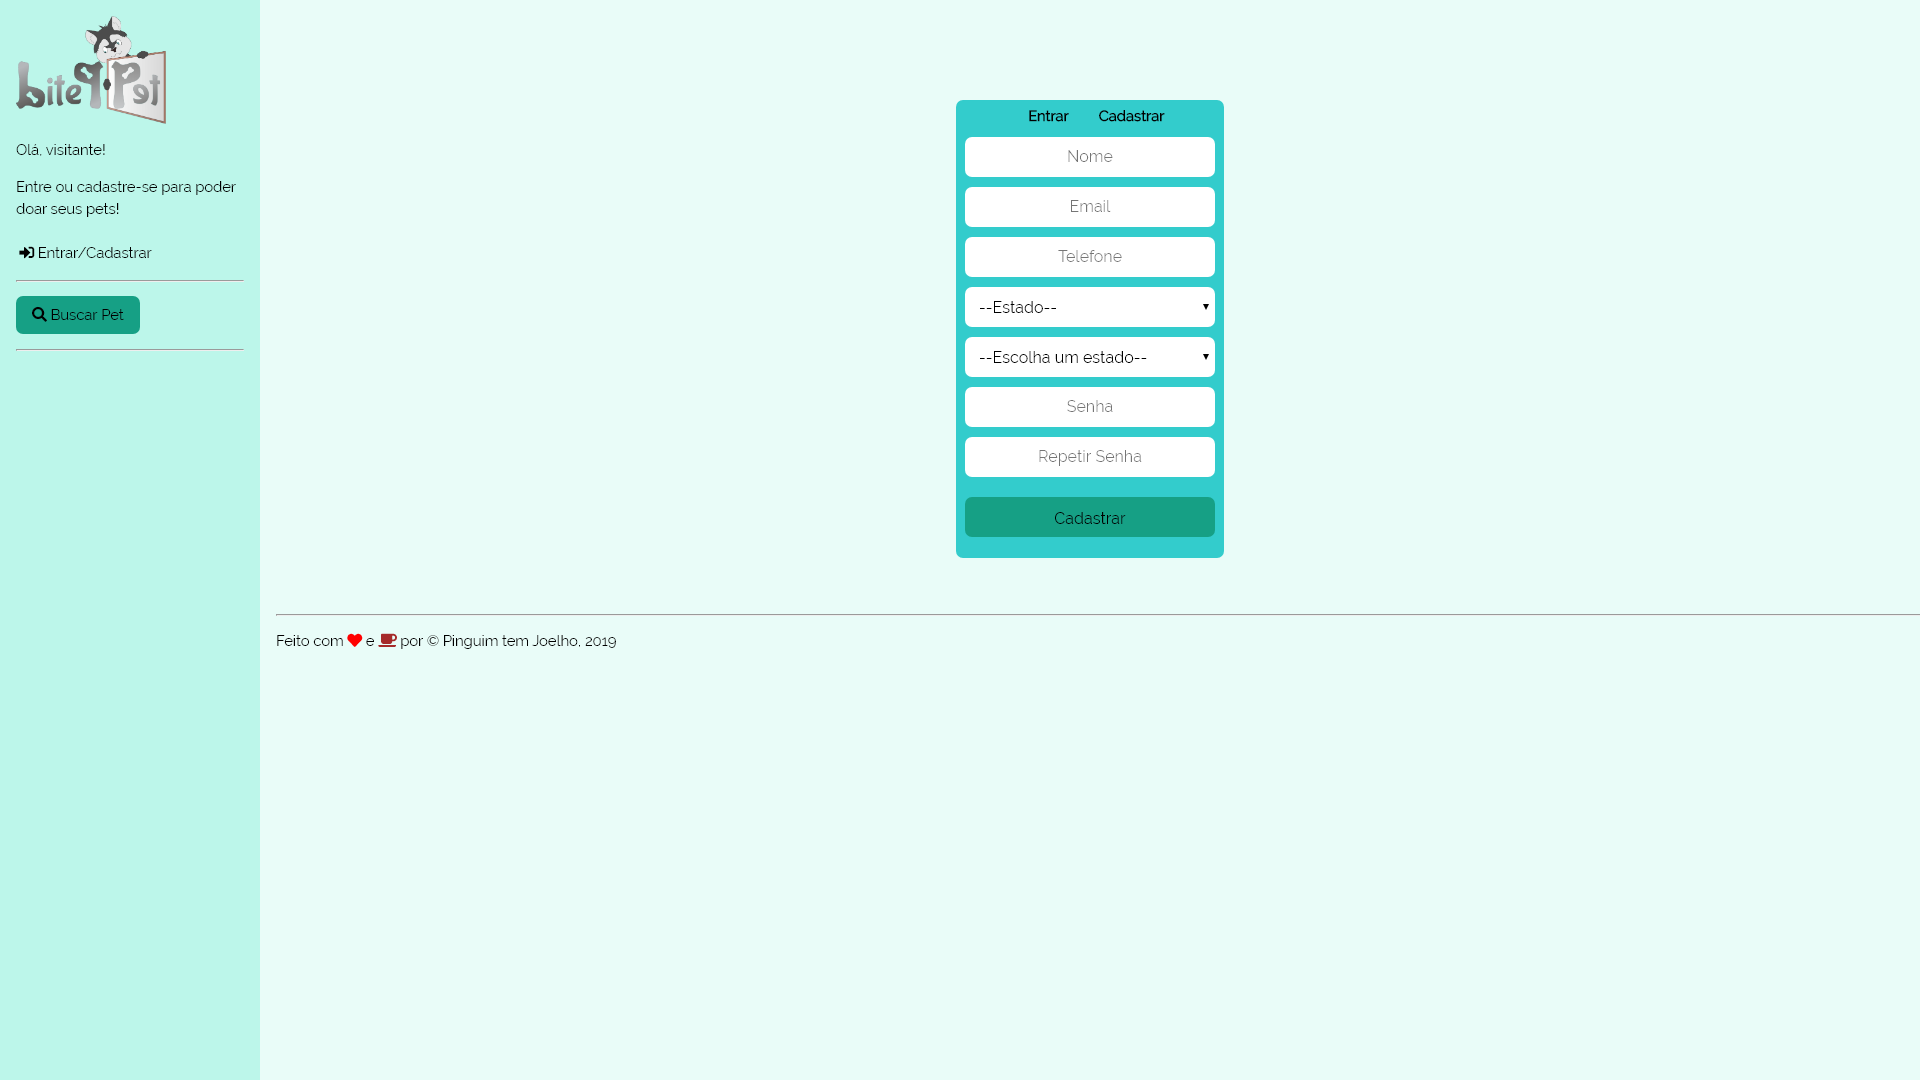 biteP.Pet
Olá, visitante!
Entre ou cadastre-se para poder
doar seus pets!
Entrar/Cadastrar
Buscar Pet
Entrar Cadastrar
Nome
Email
Telefone
--Estado--
--Escolha um estado--
Senha
Repetir Senha
Cadastrar
Feito com e por © Pinguim tem Joelho, 2019